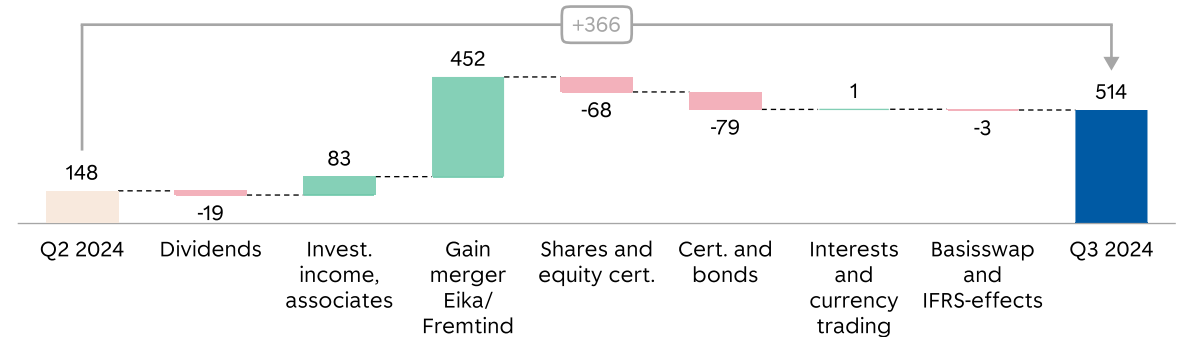 +366
148
-19
83
452
-68
-79
1
-3
514
Q2 2024
Dividends
Invest.
income,
associates
Gain
merger
Eika/
Fremtind
Shares and
equity cert.
Cert. and
bonds
Interests
and
currency
trading
Basisswap
and
IFRS-effects
Q3 2024